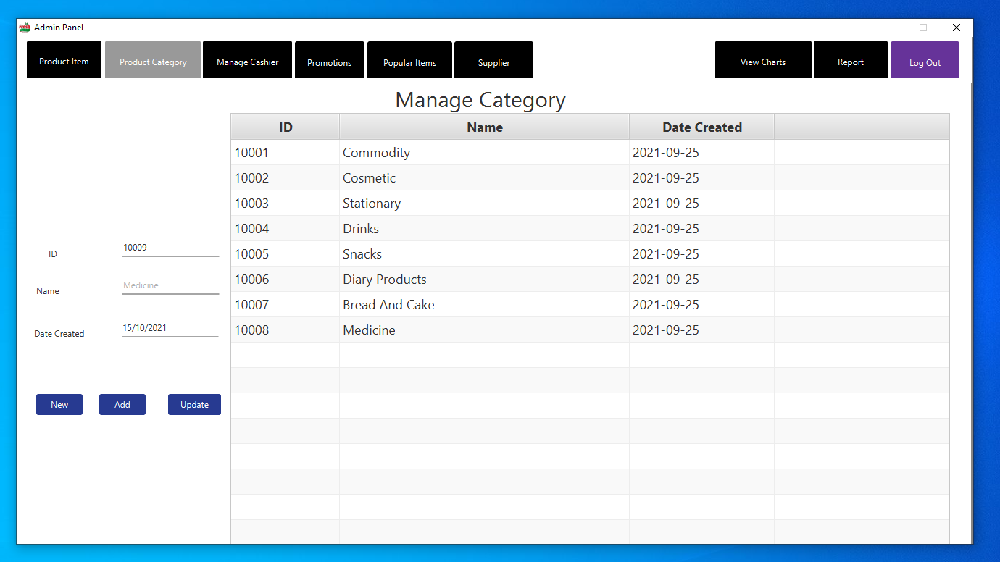 Fresh
Admin Panel
Product Item Product Category Manage Cashier Promotions Popular Items Supplier View Charts Report Log Out
Manage Category
ID Name Date Created
10001 Commodity 2021-09-25
10002 Cosmetic 2021-09-25
10003 Stationary 2021-09-25
10004 Drinks 2021-09-25
10005 Snacks 2021-09-25
10006 Diary Products 2021-09-25
10007 Bread And Cake 2021-09-25
10008 Medicine 2021-09-25
ID 10009
Name Medicine
Date Created 15/10/2021
New Add Update